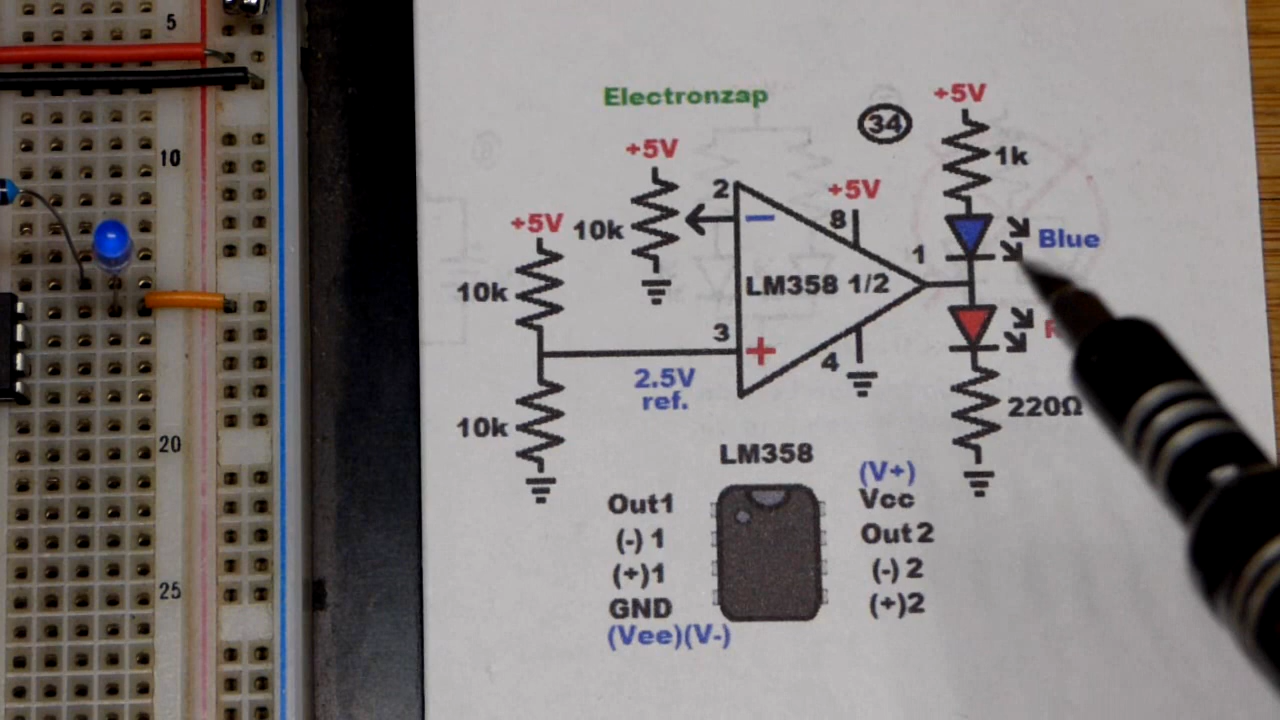 5
10
20
25
Electronzap
34
+5V
1k
+5V
2
+5V
8
+5V
10k
1
Blue
10k
LM358 1/2
3
4
2.5V
ref.
10k
220Ω
LM358
(V+)
Out1
Vcc
(-) 1
Out 2
(+)1
(-) 2
GND
(+)2
(Vee)(V-)